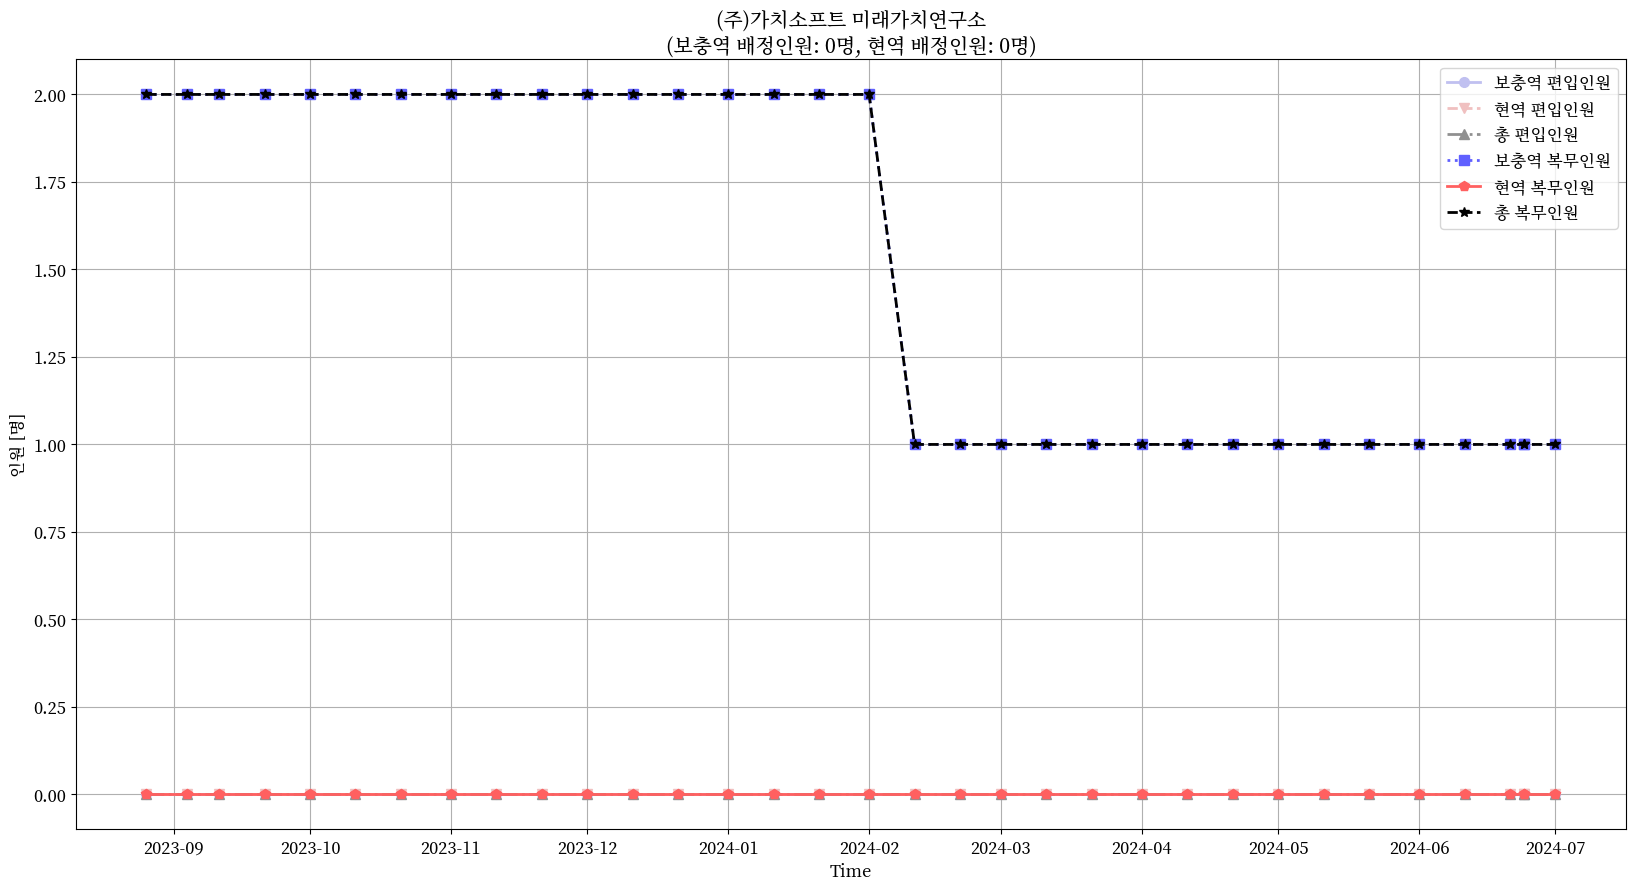 (주)가치소프트 미래가치연구소
(보충역 배정인원: 0명, 현역 배정인원: 0명)
보충역 편입인원
현역 편입인원
총 편입인원
보충역 복무인원
현역 복무인원
총 복무인원
인원 [명]
2.00
1.75
1.50
1.25
1.00
0.75
0.50
0.25
0.00
2023-09 2023-10 2023-11 2023-12 2024-01 2024-02 2024-03 2024-04 2024-05 2024-06 2024-07
Time